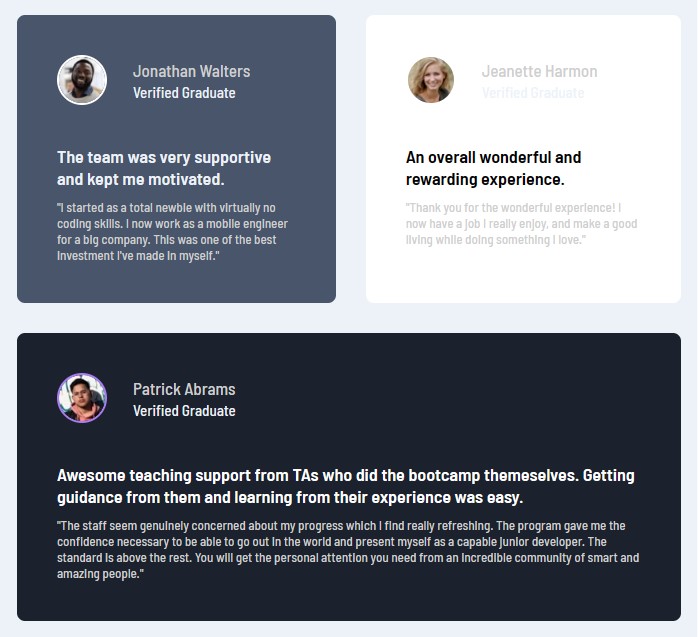 Jonathan Walters
Verified Graduate
The team was very supportive
and kept me motivated.
"I started as a total newbie with virtually no
coding skills. I now work as a mobile engineer
for a big company. This was one of the best
investment I've made in myself."
Jeanette Harmon
Verified Graduate
An overall wonderful and
rewarding experience.
"Thank you for the wonderful experience! I
now have a job I really enjoy, and make a good
living while doing something I love."
Patrick Abrams
Verified Graduate
Awesome teaching support from TAs who did the bootcamp themeselves. Getting
guidance from them and learning from their experience was easy.
"The staff seem genuinely concerned about my progress which I find really refreshing. The program gave me the
confidence necessary to be able to go out in the world and present myself as a capable junior developer. The
standard is above the rest. You will get the personal attention you need from an incredible community of smart and
amazing people."